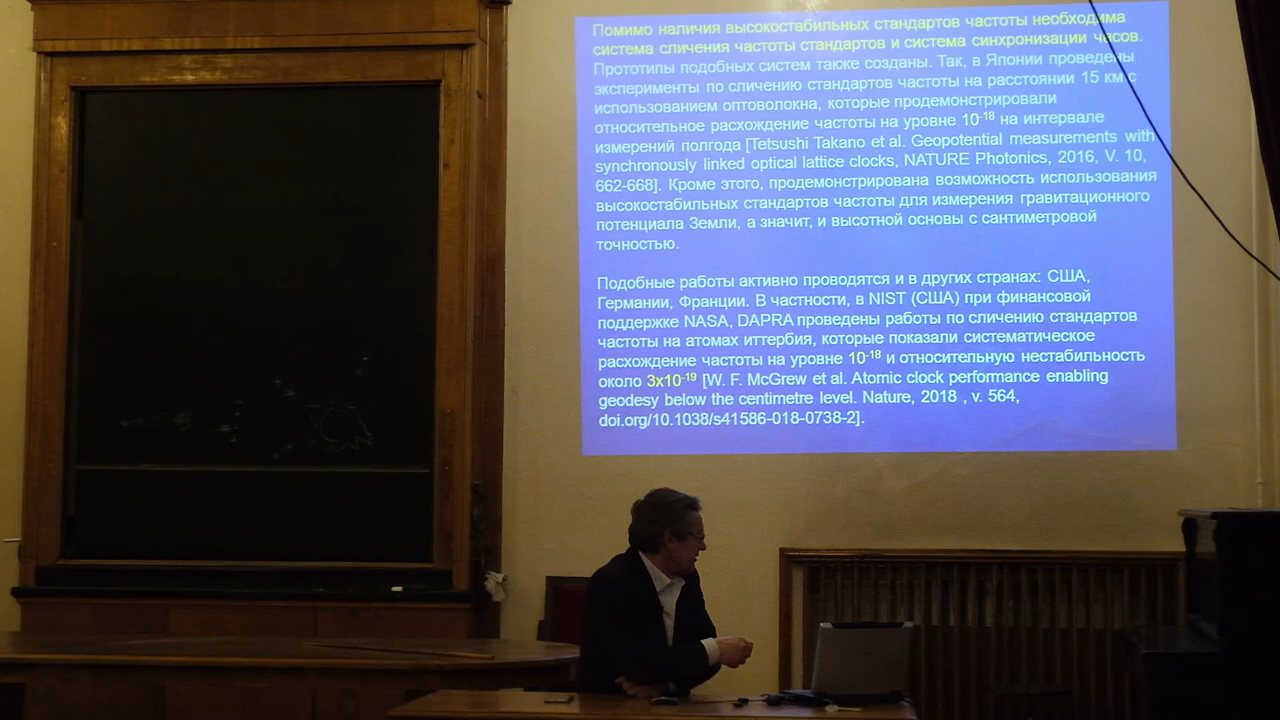 Помимо наличия высокостабильных стандартов частоты необходима
система сличения частоты стандартов и система синхронизации часов.
Прототипы подобных систем также созданы. Так, в Японии проведены
эксперименты по сличению стандартов частоты на расстоянии 15 км с
использованием оптоволокна, которые продемонстрировали
относительное расхождение частоты на уровне 10⁻¹⁸ на интервале
измерений полгода [Tetsushi Takano et al. Geopotential measurements with
synchronously linked optical lattice clocks, NATURE Photonics, 2016, V. 10,
662-668]. Кроме этого, продемонстрирована возможность использования
высокостабильных стандартов частоты для измерения гравитационного
потенциала Земли, а значит, и высотной основы с сантиметровой
точностью.
Подобные работы активно проводятся и в других странах: США,
Германии, Франции. В частности, в NIST (США) при финансовой
поддержке NASA, DAPRA проведены работы по сличению стандартов
частоты на атомах иттербия, которые показали систематическое
расхождение частоты на уровне 10⁻¹⁸ и относительную нестабильность
около 3x10⁻¹⁹ [W. F. McGrew et al. Atomic clock performance enabling
geodesy below the centimetre level. Nature, 2018 , v. 564,
doi.org/10.1038/s41586-018-0738-2].